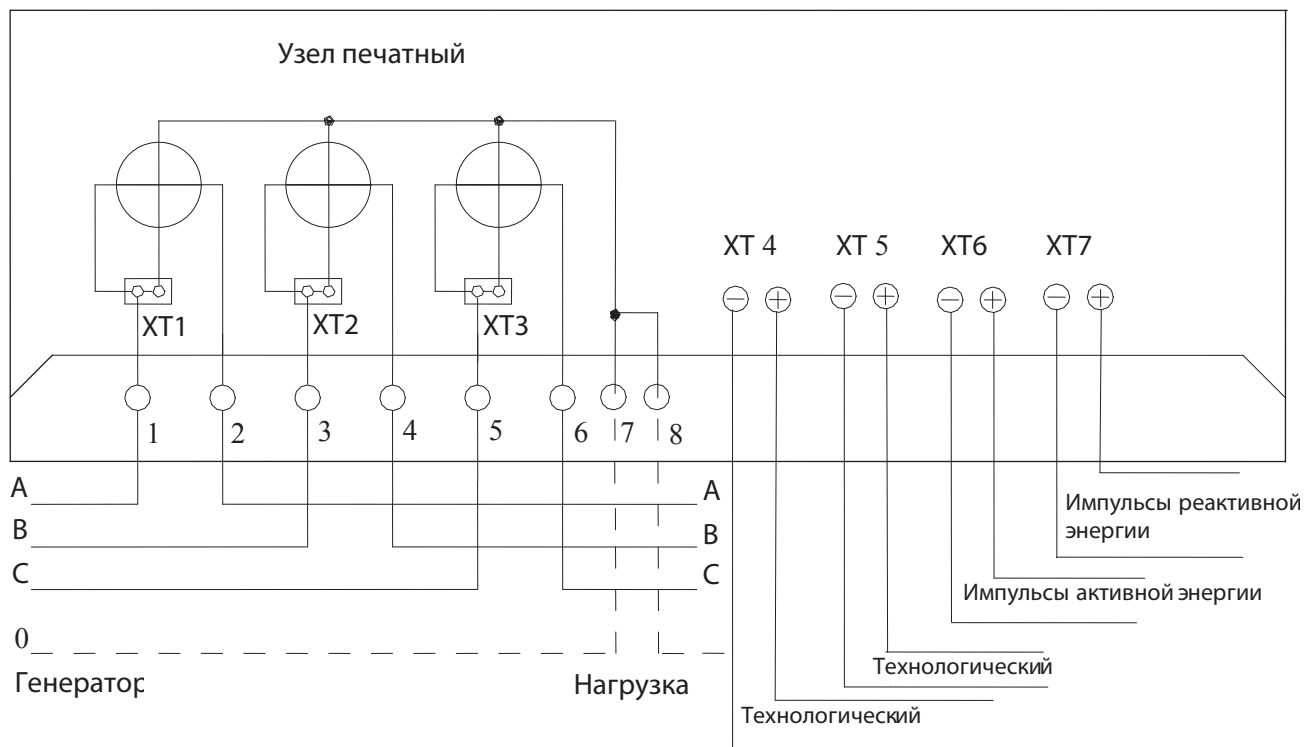 Узел печатный
XT 4 XT 5 XT6 XT7
− + − + − + − +
XT1 XT2 XT3
1 2 3 4 5 6 7 8
A A
B B
C C
0
Генератор Нагрузка
Импульсы реактивной
энергии
Импульсы активной энергии
Технологический
Технологический